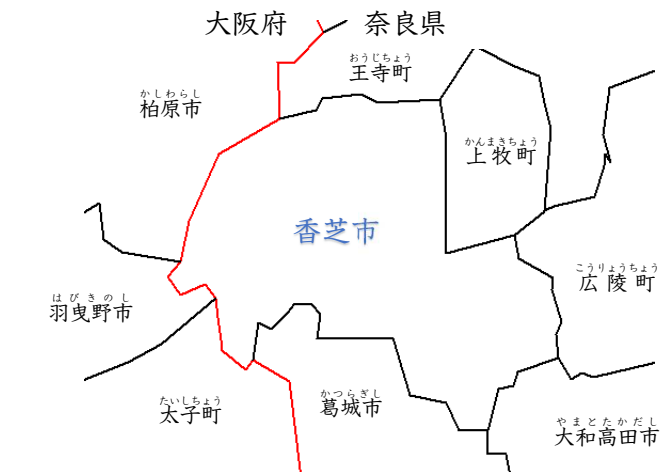 大阪府
奈良県
おうじちょう
王寺町
かしわらし
柏原市
かんまきちょう
上牧町
香芝市
こうりょうちょう
広陵町
はびきのし
羽曳野市
たいしちょう
太子町
かつらぎし
葛城市
やまとたかだし
大和高田市